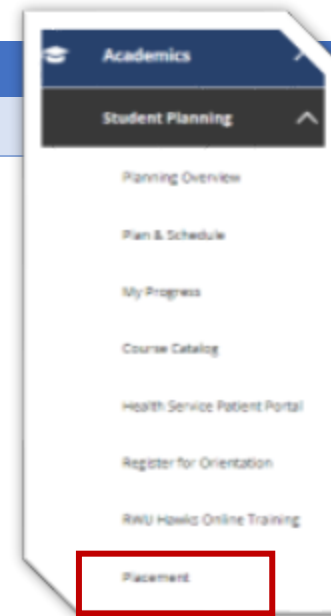 Academics
Student Planning
Planning Overview
Plan & Schedule
My Progress
Course Catalog
Health Service Patient Portal
Register for Orientation
RWU Hawks Online Training
Placement